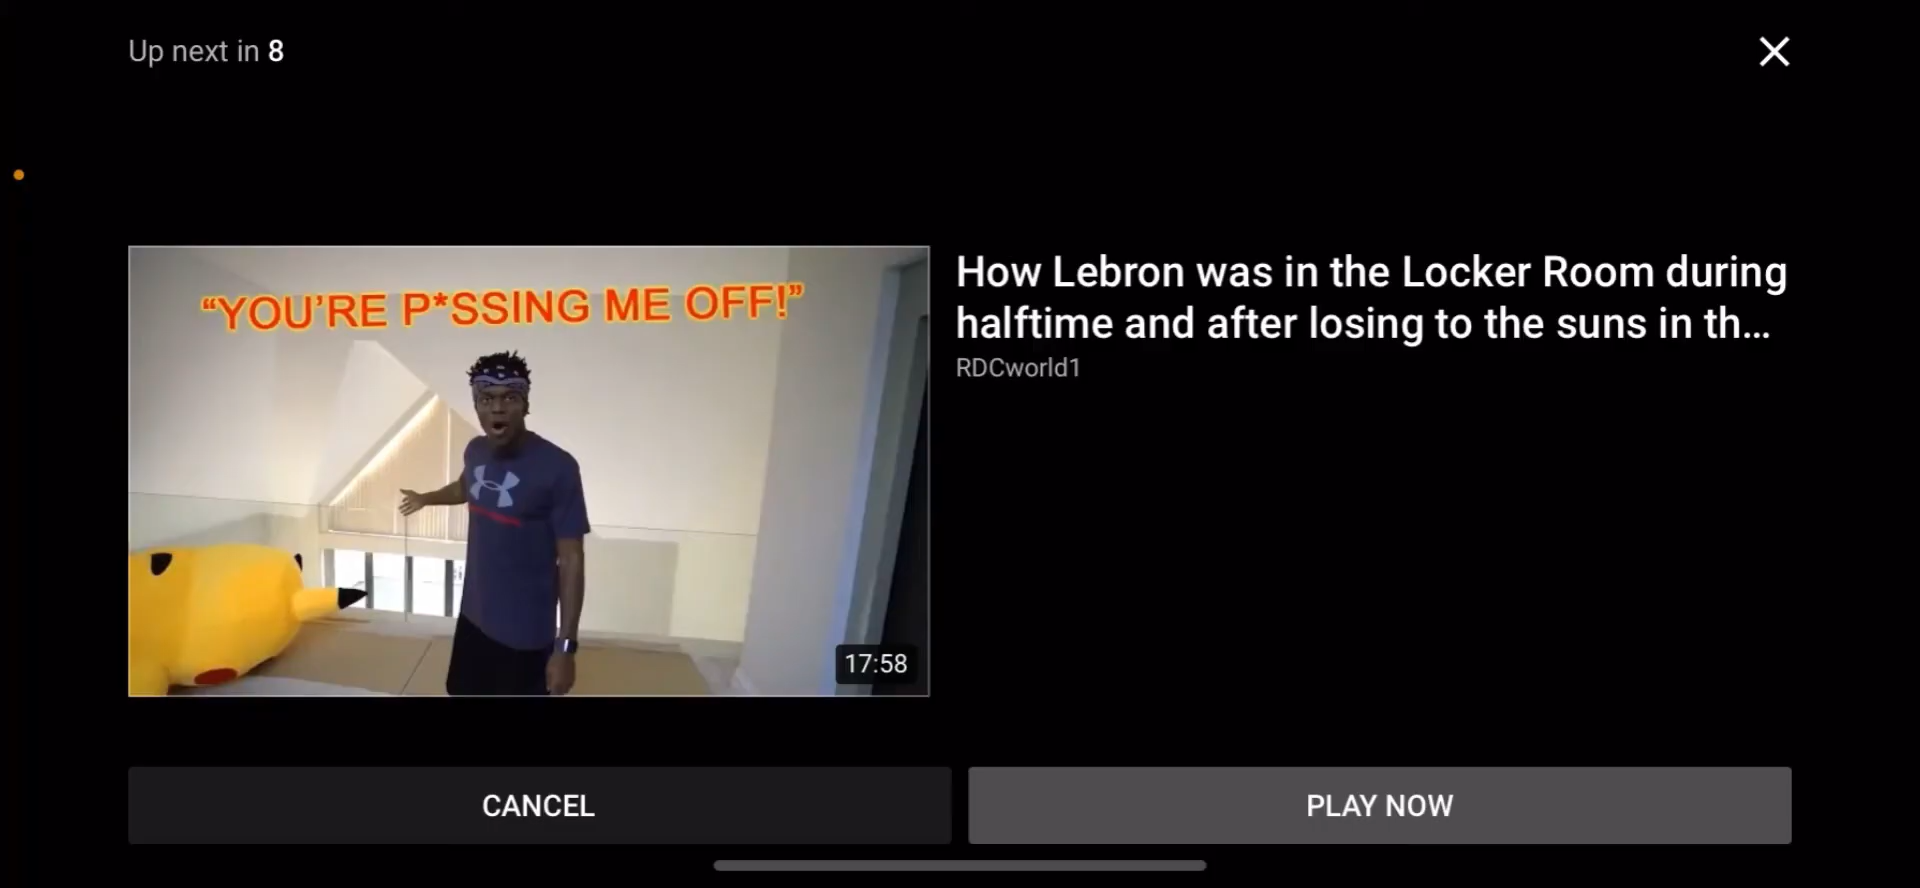 Up next in 8
“YOU’RE P*SSING ME OFF!”
17:58
How Lebron was in the Locker Room during
halftime and after losing to the suns in th...
RDCworld1
CANCEL
PLAY NOW